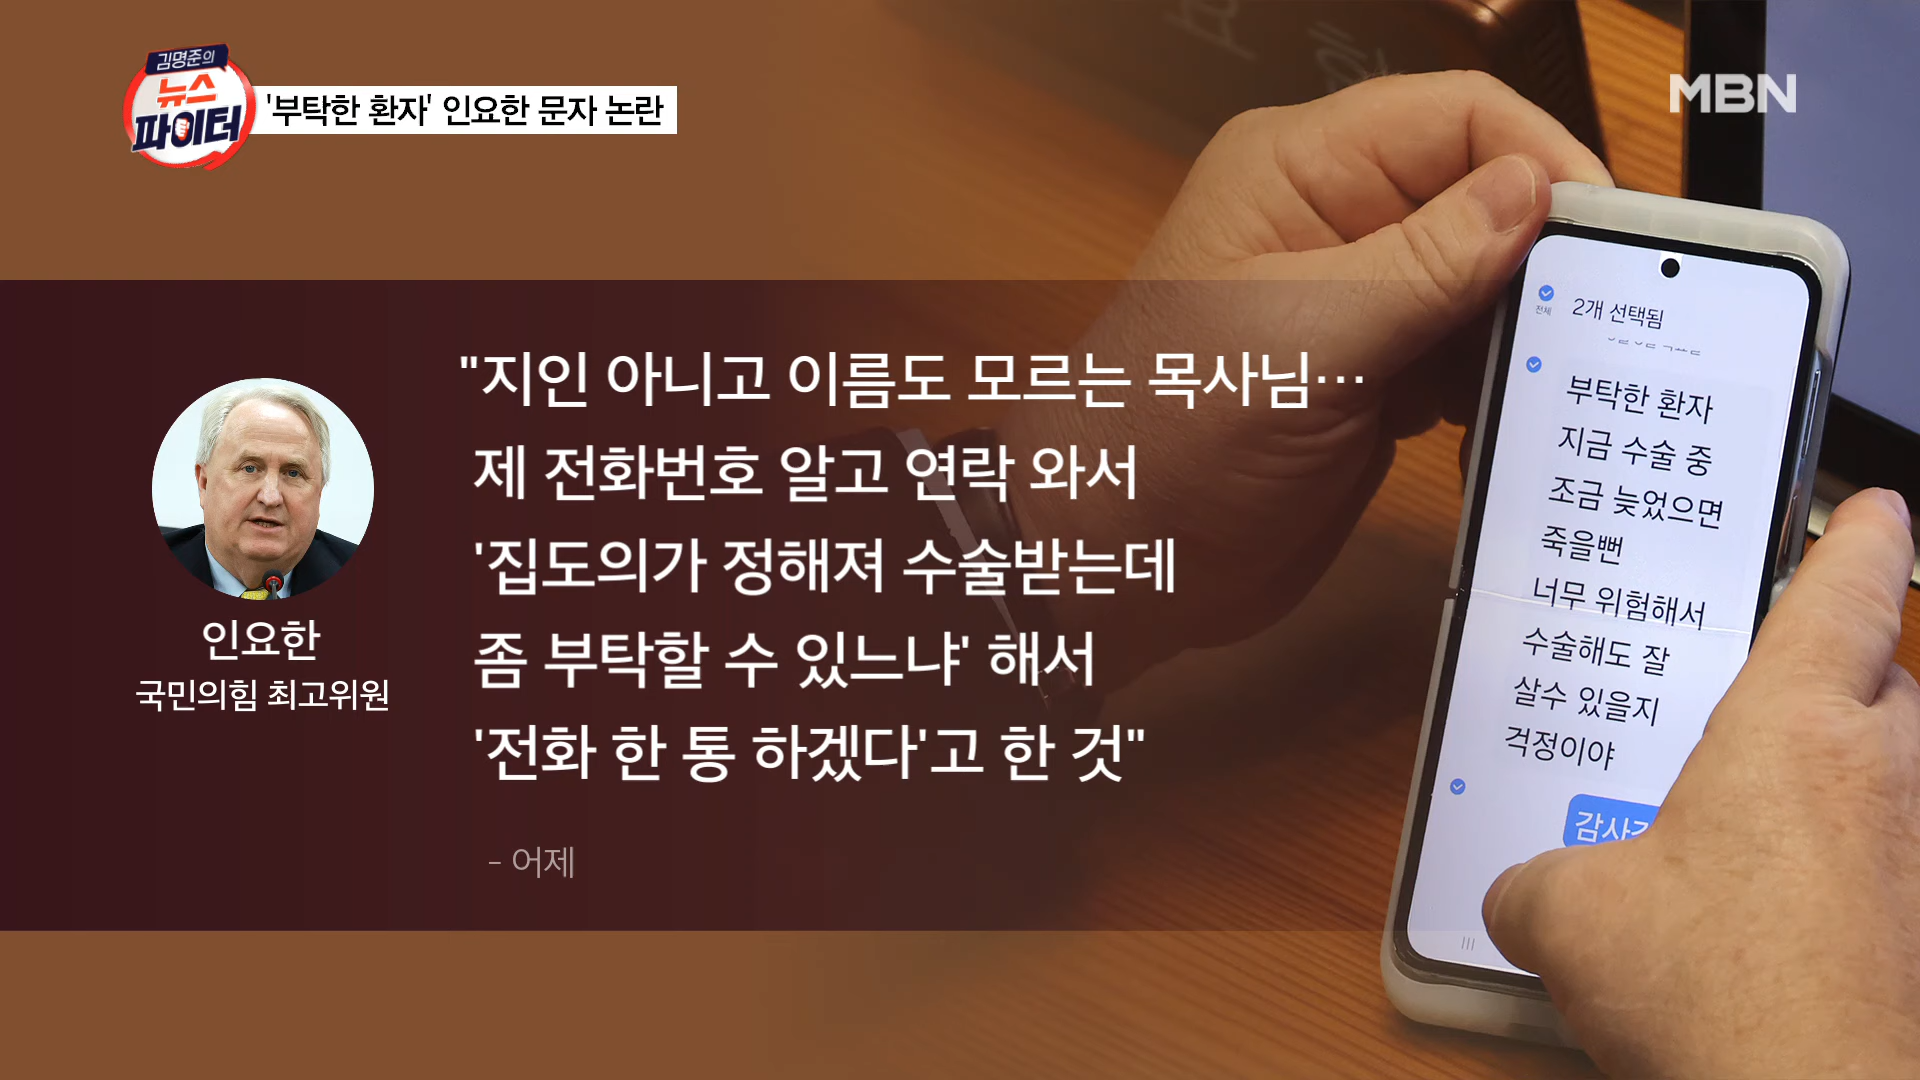 김명준의
뉴스
파이터
'부탁한 환자' 인요한 문자 논란
MBN
"지인 아니고 이름도 모르는 목사님…
제 전화번호 알고 연락 와서
'집도의가 정해져 수술받는데
좀 부탁할 수 있느냐' 해서
'전화 한 통 하겠다'고 한 것"
- 어제
인요한
국민의힘 최고위원
전체
2개 선택됨
부탁한 환자
지금 수술 중
조금 늦었으면
죽을뻔
너무 위험해서
수술해도 잘
살수 있을지
걱정이야
감사